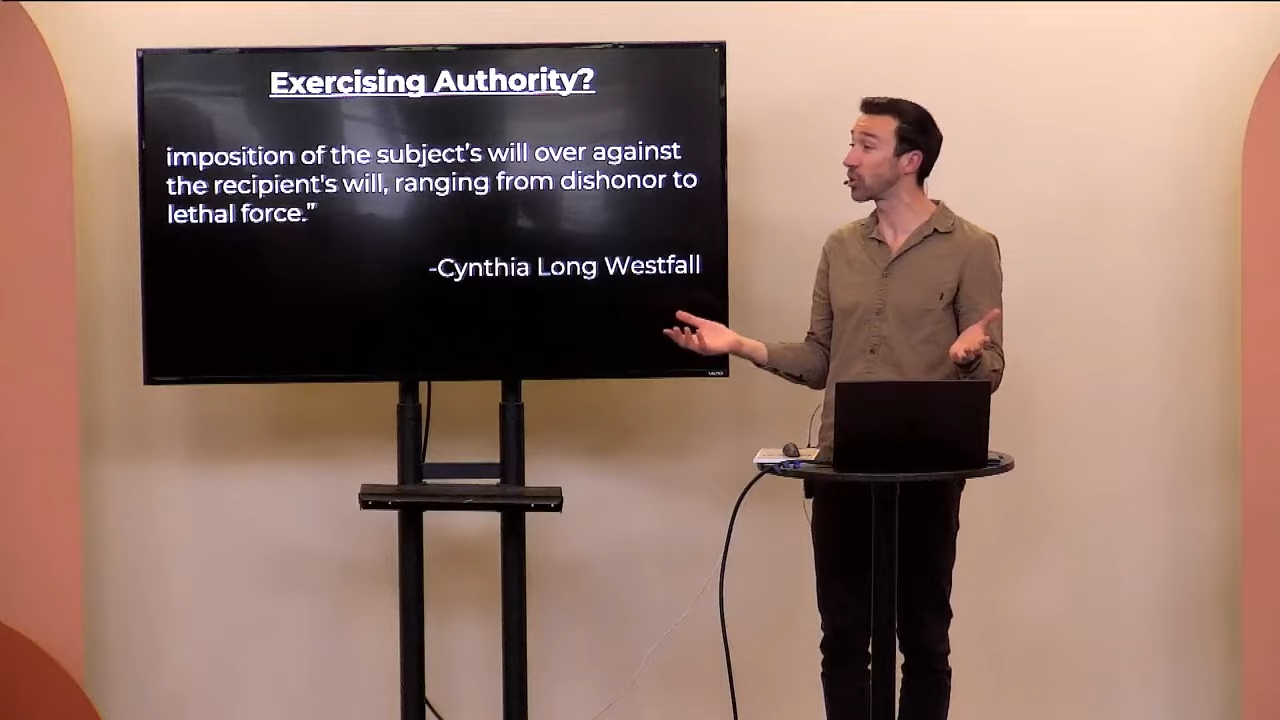 Exercising Authority?
imposition of the subject's will over against
the recipient's will, ranging from dishonor to
lethal force."
-Cynthia Long Westfall